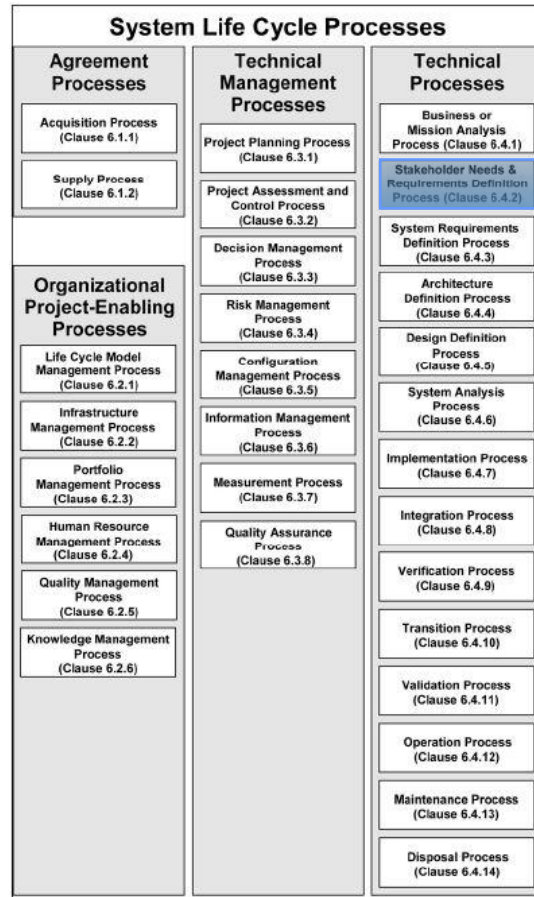 System Life Cycle Processes
Agreement
Processes
Acquisition Process
(Clause 6.1.1)
Supply Process
(Clause 6.1.2)
Organizational
Project-Enabling
Processes
Life Cycle Model
Management Process
(Clause 6.2.1)
Infrastructure
Management Process
(Clause 6.2.2)
Portfolio
Management Process
(Clause 6.2.3)
Human Resource
Management Process
(Clause 6.2.4)
Quality Management
Process
(Clause 6.2.5)
Knowledge Management
Process
(Clause 6.2.6)
Technical
Management
Processes
Project Planning Process
(Clause 6.3.1)
Project Assessment and
Control Process
(Clause 6.3.2)
Decision Management
Process
(Clause 6.3.3)
Risk Management
Process
(Clause 6.3.4)
Configuration
Management Process
(Clause 6.3.5)
Information Management
Process
(Clause 6.3.6)
Measurement Process
(Clause 6.3.7)
Quality Assurance
Process
(Clause 6.3.8)
Technical
Processes
Business or
Mission Analysis
Process (Clause 6.4.1)
Stakeholder Needs &
Requirements Definition
Process (Clause 6.4.2)
System Requirements
Definition Process
(Clause 6.4.3)
Architecture
Definition Process
(Clause 6.4.4)
Design Definition
Process
(Clause 6.4.5)
System Analysis
Process
(Clause 6.4.6)
Implementation Process
(Clause 6.4.7)
Integration Process
(Clause 6.4.8)
Verification Process
(Clause 6.4.9)
Transition Process
(Clause 6.4.10)
Validation Process
(Clause 6.4.11)
Operation Process
(Clause 6.4.12)
Maintenance Process
(Clause 6.4.13)
Disposal Process
(Clause 6.4.14)